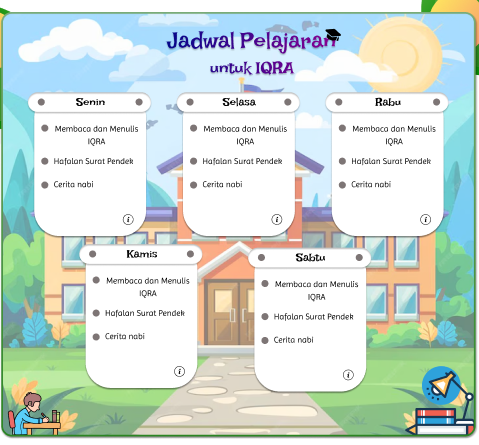 Jadwal Pelajaran
untuk IQRA
Senin
Membaca dan Menulis
IQRA
Hafalan Surat Pendek
Cerita nabi
i
Selasa
Membaca dan Menulis
IQRA
Hafalan Surat Pendek
Cerita nabi
i
Rabu
Membaca dan Menulis
IQRA
Hafalan Surat Pendek
Cerita nabi
i
Kamis
Membaca dan Menulis
IQRA
Hafalan Surat Pendek
Cerita nabi
i
Sabtu
Membaca dan Menulis
IQRA
Hafalan Surat Pendek
Cerita nabi
i